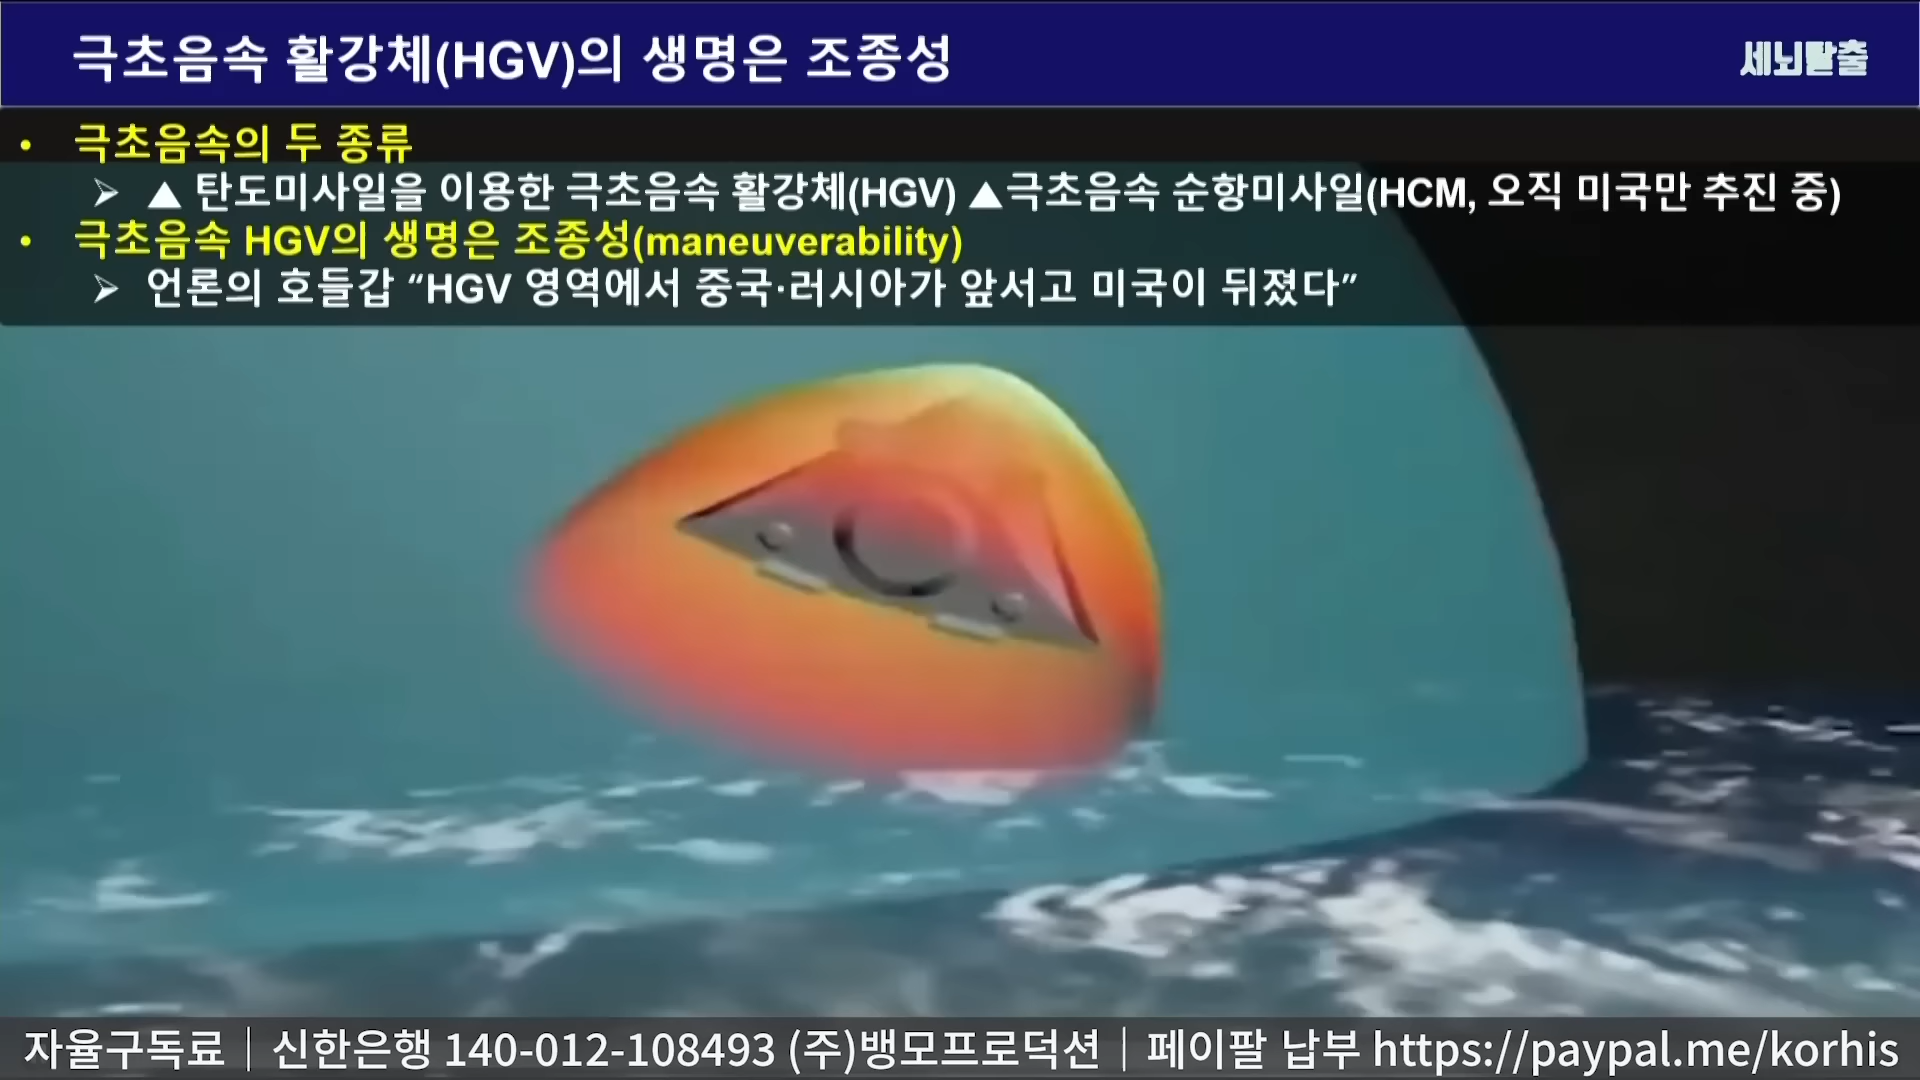 극초음속 활강체(HGV)의 생명은 조종성
세뇌탈출
• 극초음속의 두 종류
➢ ▲ 탄도미사일을 이용한 극초음속 활강체(HGV) ▲극초음속 순항미사일(HCM, 오직 미국만 추진 중)
• 극초음속 HGV의 생명은 조종성(maneuverability)
➢ 언론의 호들갑 “HGV 영역에서 중국·러시아가 앞서고 미국이 뒤졌다”
자율구독료│신한은행 140-012-108493 (주)뱅모프로덕션│페이팔 납부 https://paypal.me/korhis